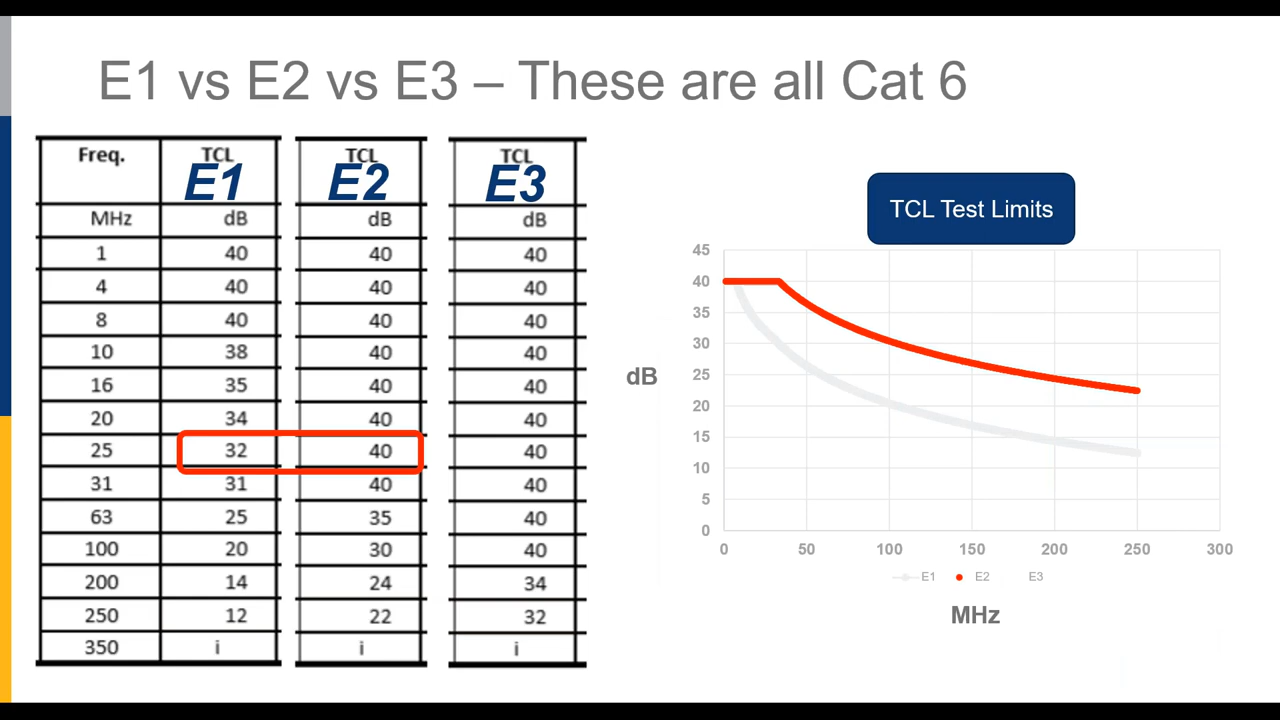 E1 vs E2 vs E3 – These are all Cat 6
Freq. TCL TCL TCL
E1 E2 E3
MHz dB dB dB
1 40 40 40
4 40 40 40
8 40 40 40
10 38 40 40
16 35 40 40
20 34 40 40
25 32 40 40
31 31 40 40
63 25 35 40
100 20 30 40
200 14 24 34
250 12 22 32
350 i i i
TCL Test Limits
45
40
35
30
25
20
15
10
5
0
dB
0 50 100 150 200 250 300
E1 E2 E3
MHz